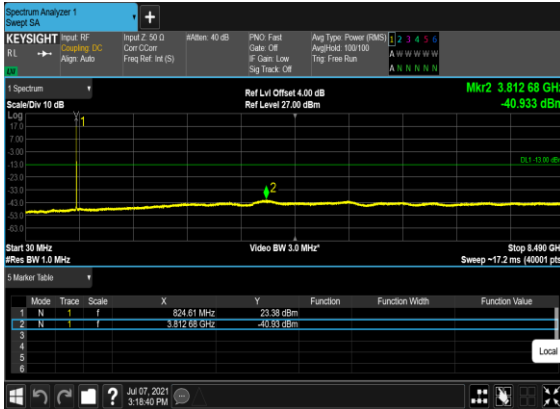 Spectrum Analyzer 1
Swept SA
+
KEYSIGHT Input: RF Input Z: 50 Ω #Atten: 40 dB PNO: Fast Avg Type: Power (RMS) 1 2 3 4 5 6
RL Coupling: DC Corr CCorr Gate: Off Avg|Hold: 100/100 A W W W W W
Align: Auto Freq Ref: Int (S) IF Gain: Low Trig: Free Run
Sig Track: Off A N N N N N
1 Spectrum Ref Lvl Offset 4.00 dB Mkr2 3.812 68 GHz
Scale/Div 10 dB Ref Level 27.00 dBm -40.933 dBm
Log
17.0
7.00
-3.00
-13.0 DL1 -13.00 dBm
-23.0
-33.0
-43.0
-53.0
-63.0
1
2
Start 30 MHz Video BW 3.0 MHz* Stop 8.490 GH
#Res BW 1.0 MHz Sweep ~17.2 ms (40001 pts
5 Marker Table
Mode Trace Scale X Y Function Function Width Function Value
1 N 1 f 824.61 MHz 23.38 dBm
2 N 1 f 3.812 68 GHz -40.93 dBm
3
4
5
6
Local
? Jul 07, 2021
3:18:40 PM